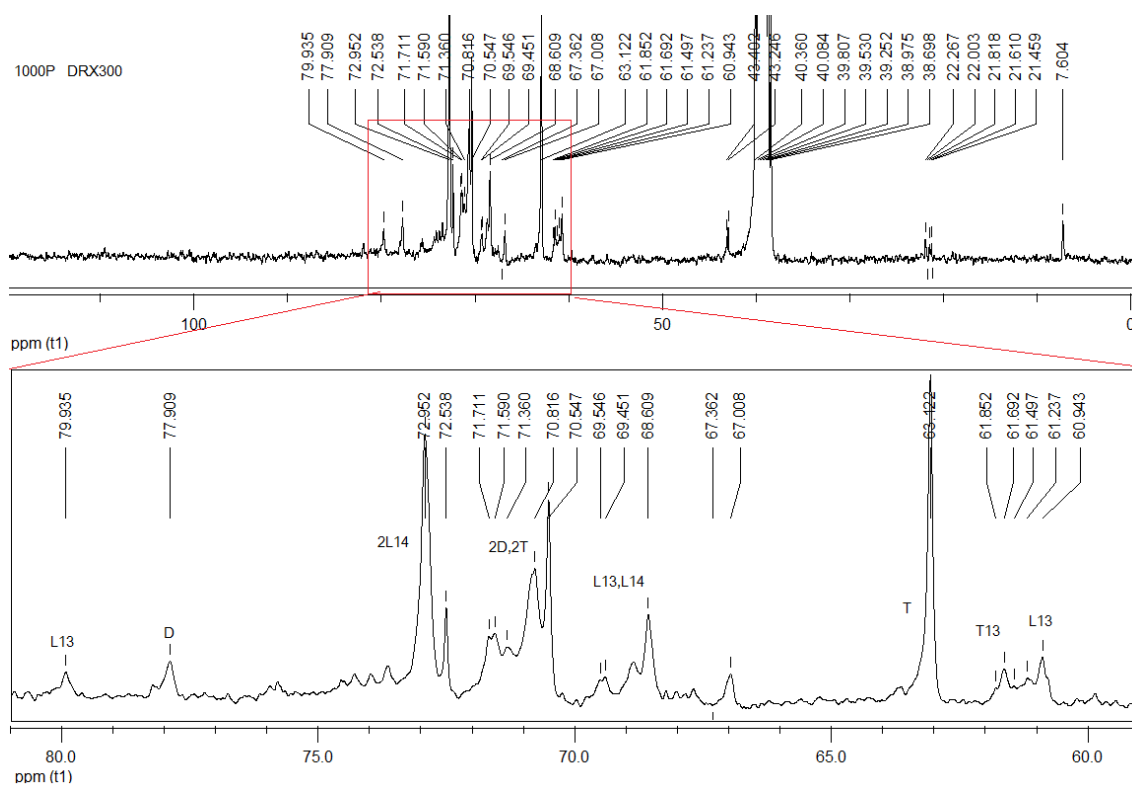 79.935 77.909 72.952 72.538 71.711 71.590 71.360 70.816 70.547 69.546 69.451 68.609 67.362 67.008 63.122 61.852 61.692 61.497 61.237 60.943 43.402 43.246 40.360 40.084 39.807 39.530 39.252 38.975 38.698 22.267 22.003 21.818 21.610 21.459 7.604
1000P DRX300
100 50 0
ppm (t1)
79.935 77.909 72.952 72.538 71.711 71.590 71.360 70.816 70.547 69.546 69.451 68.609 67.362 67.008 63.122 61.852 61.692 61.497 61.237 60.943
2L14 2D,2T
L13,L14
T
L13 D T13 L13
80.0 75.0 70.0 65.0 60.0
ppm (t1)